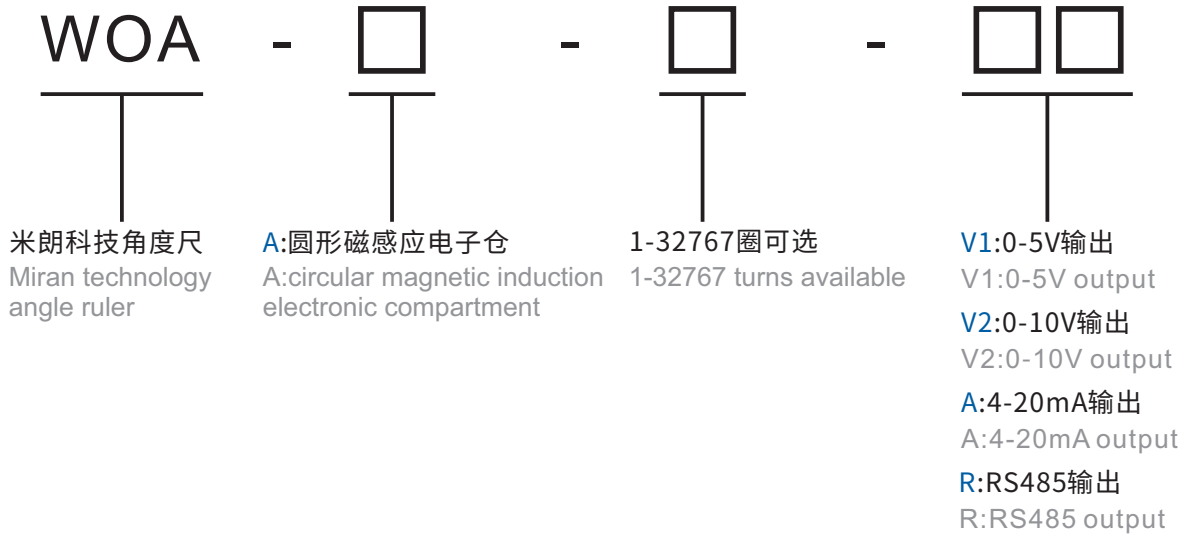 WOA - □ - □ - □□
米朗科技角度尺
Miran technology
angle ruler
A:圆形磁感应电子仓
A:circular magnetic induction
electronic compartment
1-32767圈可选
1-32767 turns available
V1:0-5V输出
V1:0-5V output
V2:0-10V输出
V2:0-10V output
A:4-20mA输出
A:4-20mA output
R:RS485输出
R:RS485 output